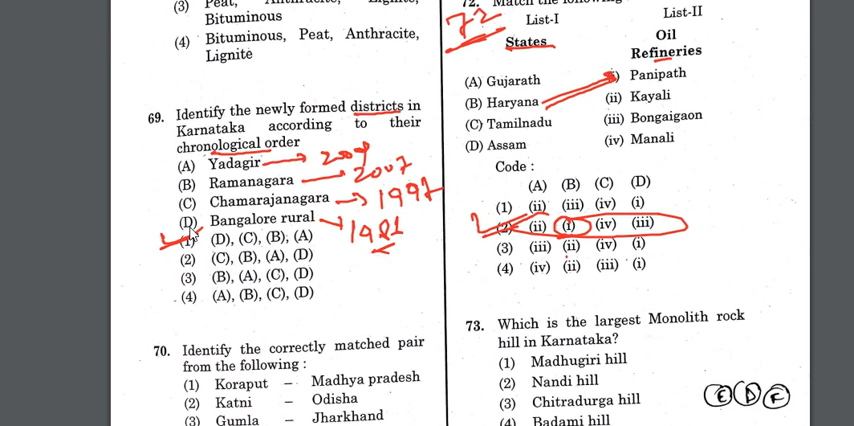 (3) Peat,
Bituminous
(4) Bituminous, Peat, Anthracite,
Lignite
69. Identify the newly formed districts in
Karnataka according to their
chronological order
(A) Yadagir 2009
(B) Ramanagara 2007
(C) Chamarajanagara 1997
(D) Bangalore rural
(1) (D), (C), (B), (A)
(2) (C), (B), (A), (D)
(3) (B), (A), (C), (D)
(4) (A), (B), (C), (D)
70. Identify the correctly matched pair
from the following :
(1) Koraput – Madhya pradesh
(2) Katni – Odisha
(3) Gumla – Jharkhand
72. Match the
72
List-I List-II
States Oil
Refineries
(A) Gujarath Panipath
(B) Haryana (ii) Kayali
(C) Tamilnadu (iii) Bongaigaon
(D) Assam (iv) Manali
Code :
(A) (B) (C) (D)
(1) (ii) (iii) (iv) (i)
(2) (ii) (i) (iv) (iii)
(3) (iii) (ii) (iv) (i)
(4) (iv) (ii) (iii) (i)
73. Which is the largest Monolith rock
hill in Karnataka?
(1) Madhugiri hill
(2) Nandi hill
(3) Chitradurga hill
(4) Badami hill
E D F